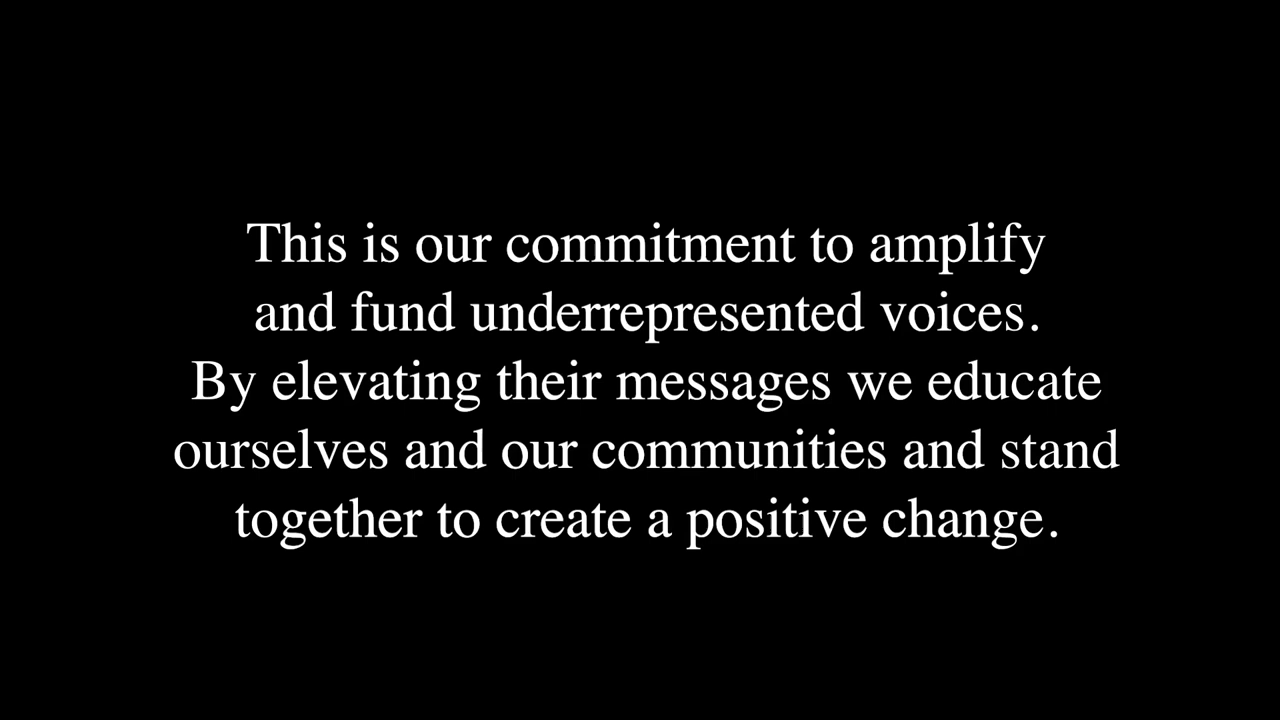 This is our commitment to amplify
and fund underrepresented voices.
By elevating their messages we educate
ourselves and our communities and stand
together to create a positive change.